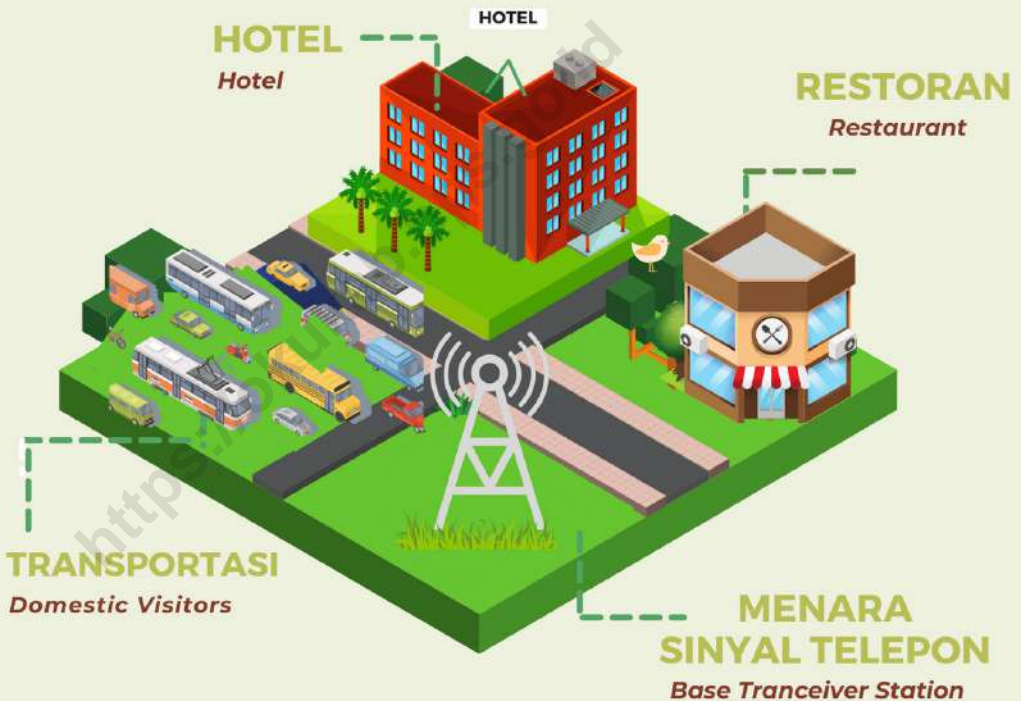 HOTEL
HOTEL
Hotel
RESTORAN
Restaurant
TRANSPORTASI
Domestic Visitors
MENARA
SINYAL TELEPON
Base Tranceiver Station